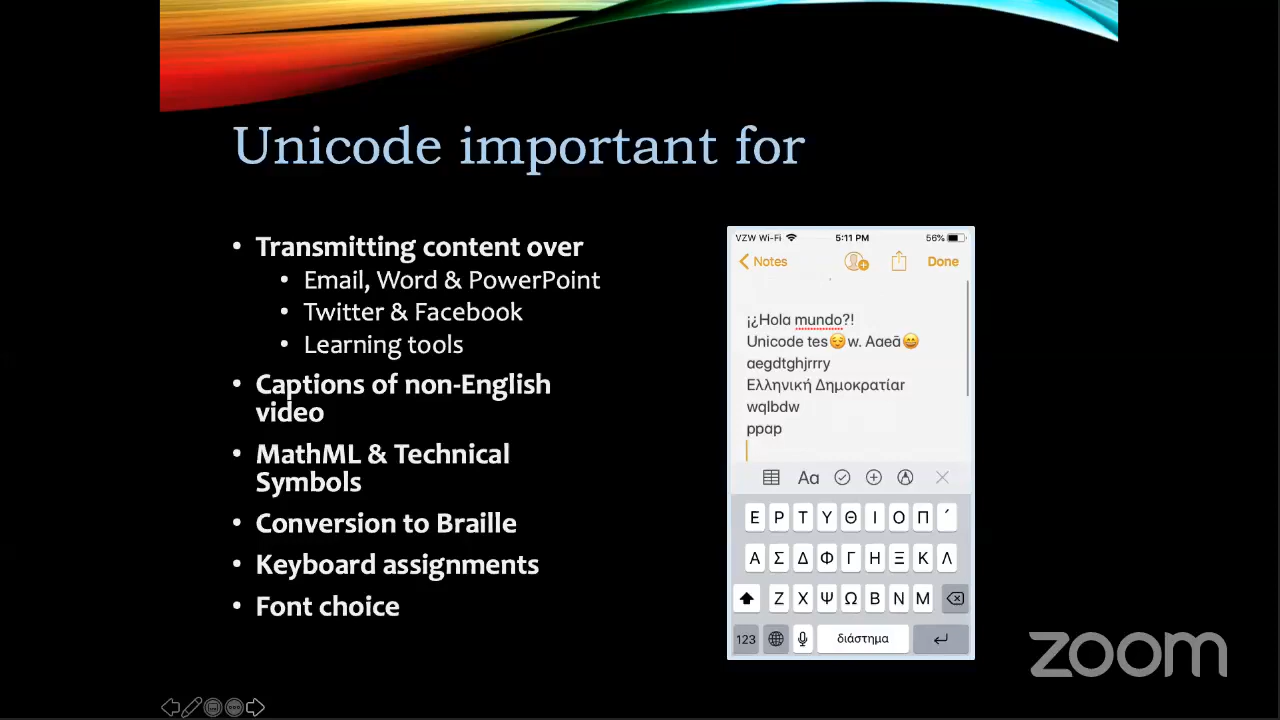 Unicode important for
• Transmitting content over
• Email, Word & PowerPoint
• Twitter & Facebook
• Learning tools
• Captions of non-English
video
• MathML & Technical
Symbols
• Conversion to Braille
• Keyboard assignments
• Font choice
VZW Wi-Fi 5:11 PM 56%
Notes Done
¡¿Hola mundo?!
Unicode tes😌w. Aɑeā😄
aegdtghjrrry
Ελληνική Δημοκρατίαr
wqlbdw
ppap
Aa
Ε Ρ Τ Υ Θ Ι Ο Π ΄
Α Σ Δ Φ Γ Η Ξ Κ Λ
Ζ Χ Ψ Ω Β Ν Μ
123 διάστημα
zoom